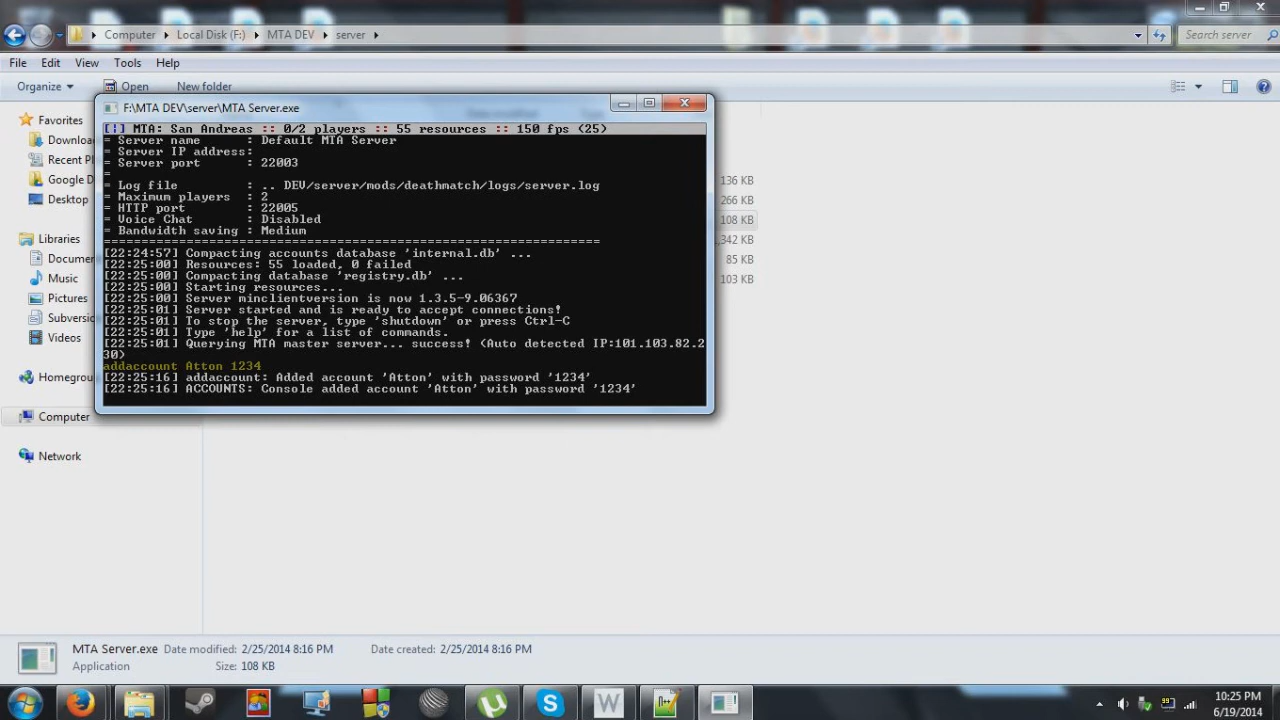 Computer Local Disk (F:) MTA DEV server Search server
File Edit View Tools Help
Organize Open New folder
F:\MTA DEV\server\MTA Server.exe
[!] MTA: San Andreas :: 0/2 players :: 55 resources :: 150 fps (25)
= Server name : Default MTA Server
= Server IP address:
= Server port : 22003
=
= Log file : .. DEV/server/mods/deathmatch/logs/server.log
= Maximum players : 2
= HTTP port : 22005
= Voice Chat : Disabled
= Bandwidth saving : Medium
==================================================================
[22:24:57] Compacting accounts database 'internal.db' ...
[22:25:00] Resources: 55 loaded, 0 failed
[22:25:00] Compacting database 'registry.db' ...
[22:25:00] Starting resources...
[22:25:00] Server minclientversion is now 1.3.5-9.06367
[22:25:01] Server started and is ready to accept connections!
[22:25:01] To stop the server, type 'shutdown' or press Ctrl-C
[22:25:01] Type 'help' for a list of commands.
[22:25:01] Querying MTA master server... success! (Auto detected IP:101.103.82.2
30)
addaccount Atton 1234
[22:25:16] addaccount: Added account 'Atton' with password '1234'
[22:25:16] ACCOUNTS: Console added account 'Atton' with password '1234'
Favorites
Downloa
Recent Pl
Google D
Desktop
Libraries
Docume
Music
Pictures
Subversio
Videos
Homegrou
Computer
Network
136 KB
266 KB
108 KB
,342 KB
85 KB
103 KB
MTA Server.exe Date modified: 2/25/2014 8:16 PM Date created: 2/25/2014 8:16 PM
Application Size: 108 KB
10:25 PM
6/19/2014